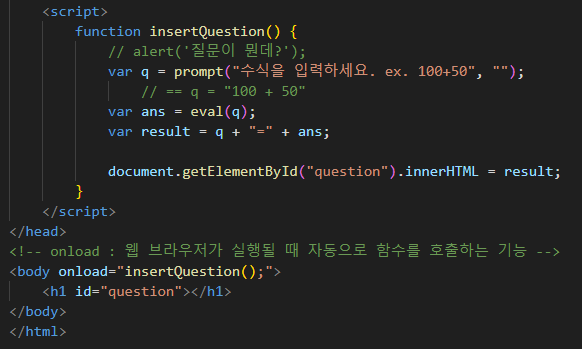 <script>
function insertQuestion() {
// alert('질문이 뭔데?');
var q = prompt("수식을 입력하세요. ex. 100+50", "");
// == q = "100 + 50"
var ans = eval(q);
var result = q + "=" + ans;
document.getElementById("question").innerHTML = result;
}
</script>
</head>
<!-- onload : 웹 브라우저가 실행될 때 자동으로 함수를 호출하는 기능 -->
<body onload="insertQuestion();">
<h1 id="question"></h1>
</body>
</html>